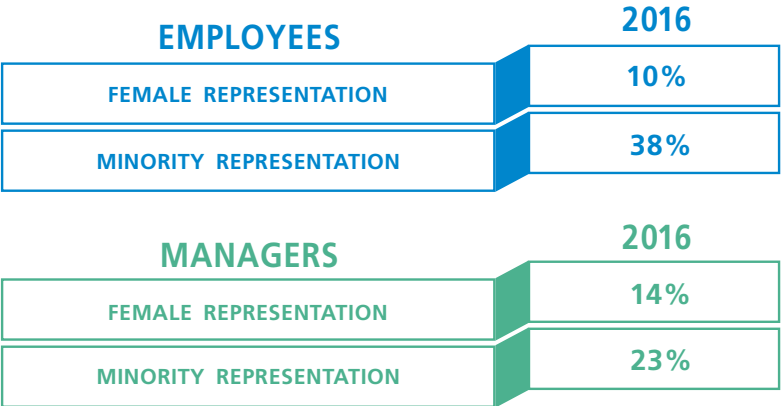 EMPLOYEES 2016
FEMALE REPRESENTATION 10%
MINORITY REPRESENTATION 38%
MANAGERS 2016
FEMALE REPRESENTATION 14%
MINORITY REPRESENTATION 23%